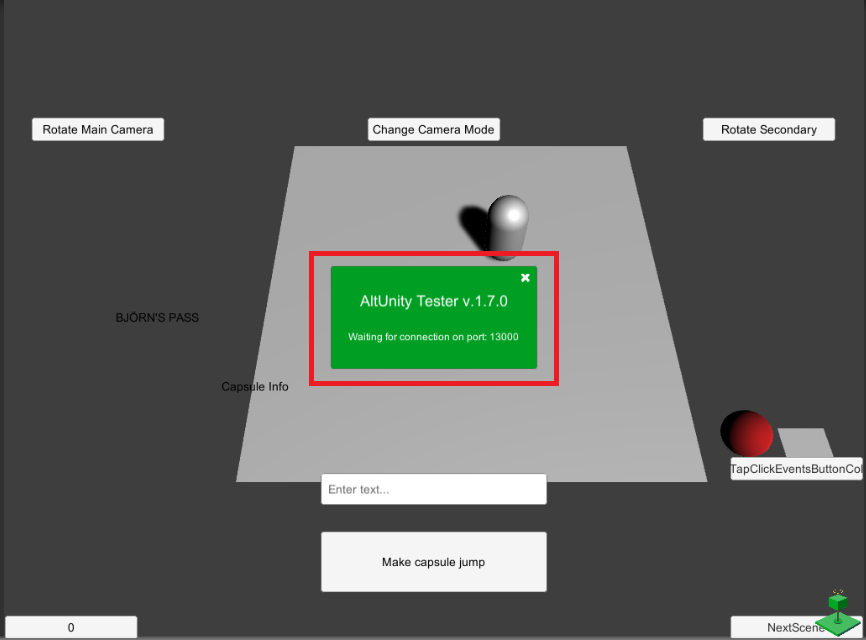 Rotate Main Camera
Change Camera Mode
Rotate Secondary
AltUnity Tester v.1.7.0
Waiting for connection on port: 13000
BJÖRN'S PASS
Capsule Info
TapClickEventsButtonCol
Enter text...
Make capsule jump
0
NextScene